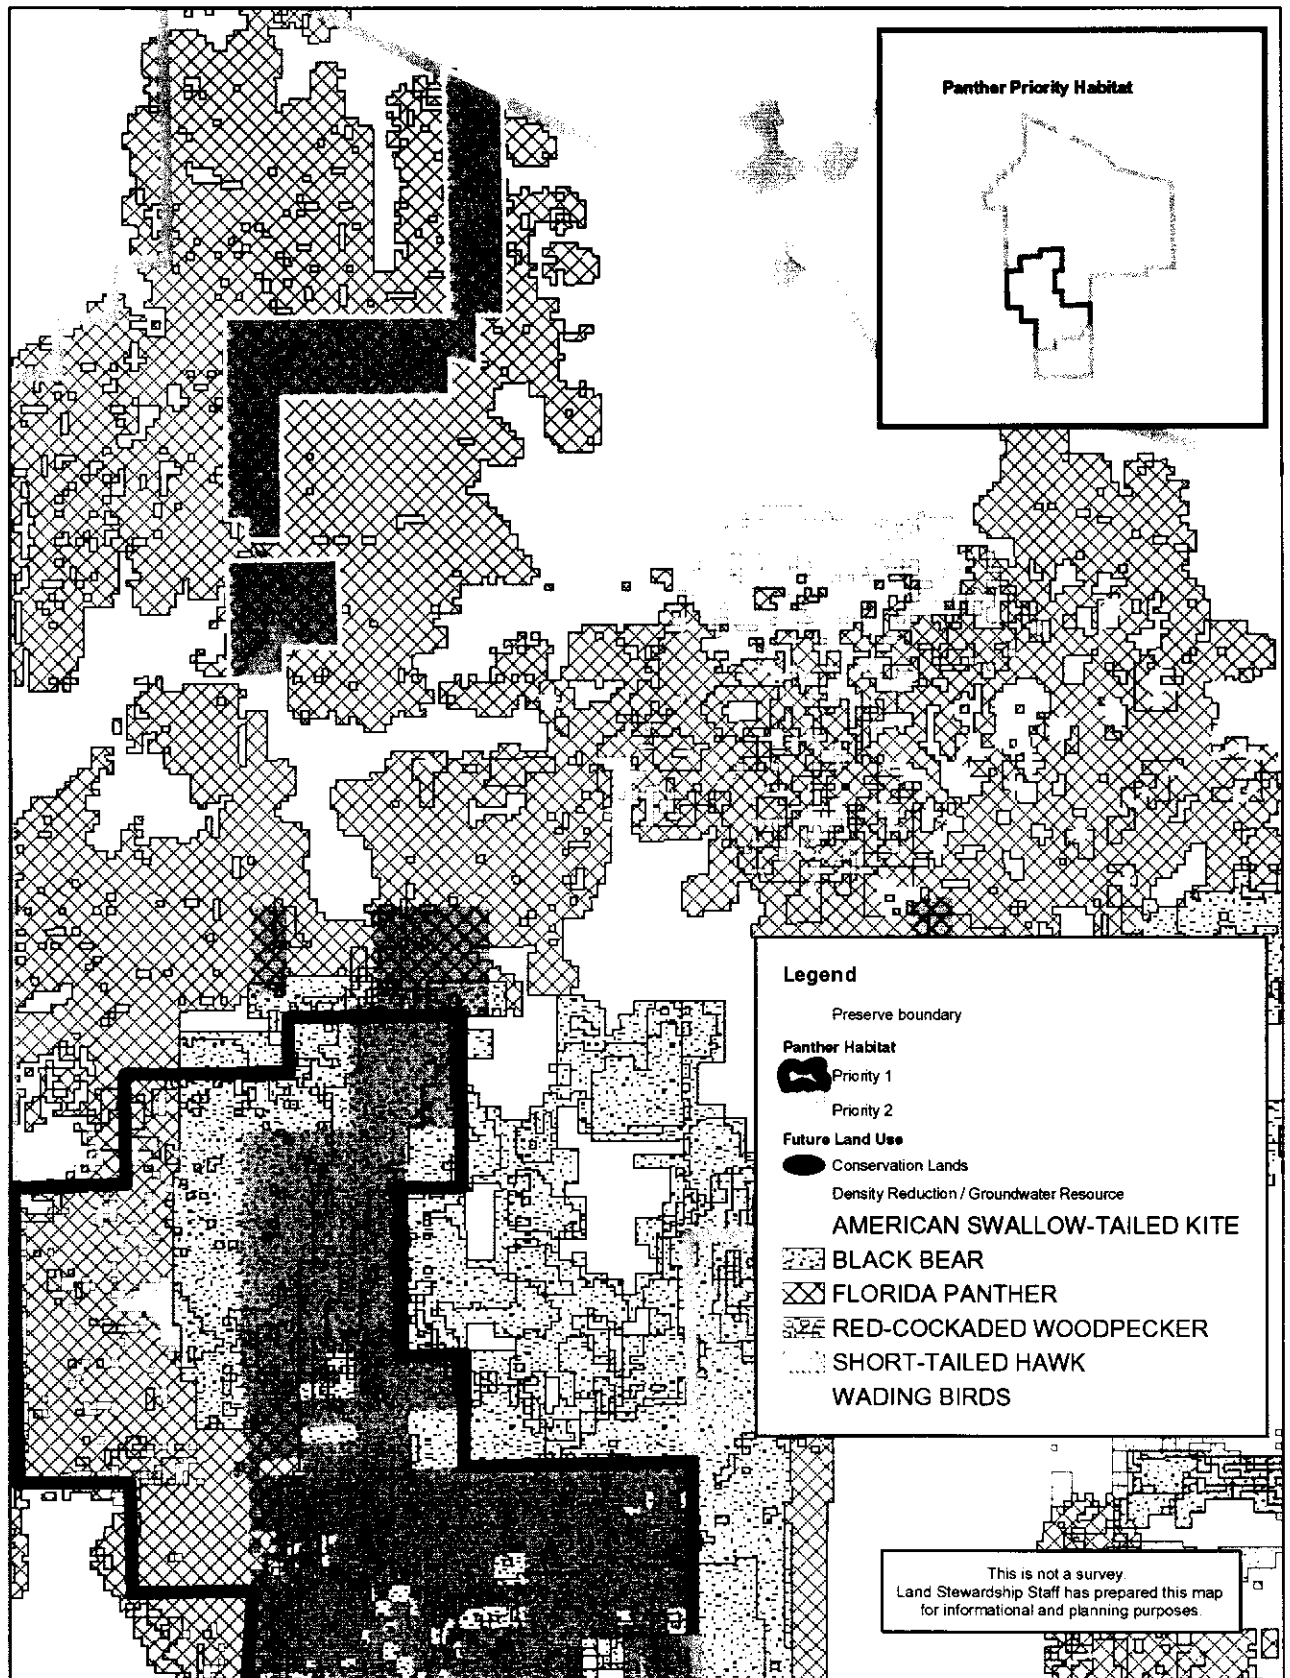 Panther Priority Habitat
Legend
Preserve boundary
Panther Habitat
Priority 1
Priority 2
Future Land Use
Conservation Lands
Density Reduction / Groundwater Resource
AMERICAN SWALLOW-TAILED KITE
BLACK BEAR
FLORIDA PANTHER
RED-COCKADED WOODPECKER
SHORT-TAILED HAWK
WADING BIRDS
This is not a survey.
Land Stewardship Staff has prepared this map
for informational and planning purposes.